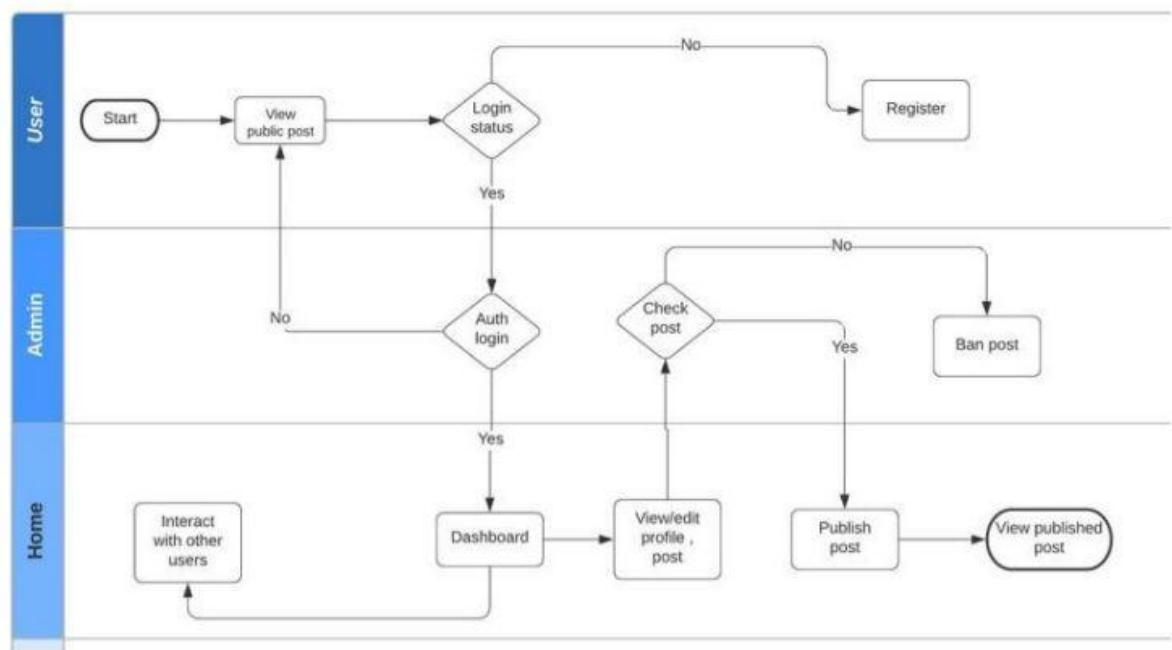 User
Start
View
public post
Login
status
No
Register
Yes
Admin
No
Auth
login
Check
post
No
Yes
Ban post
Yes
Home
Interact
with other
users
Dashboard
View/edit
profile ,
post
Publish
post
View published
post